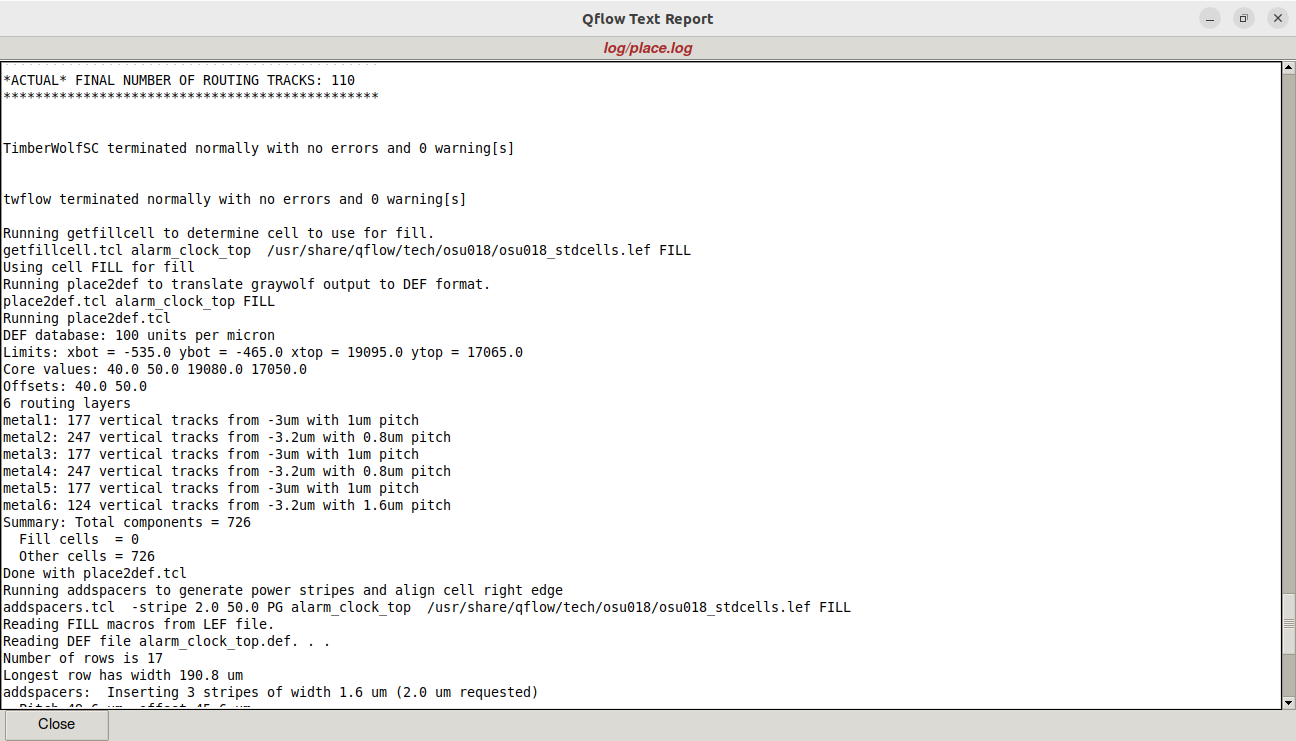 Qflow Text Report
log/place.log
*ACTUAL* FINAL NUMBER OF ROUTING TRACKS: 110
***********************************************
TimberWolfSC terminated normally with no errors and 0 warning[s]
twflow terminated normally with no errors and 0 warning[s]
Running getfillcell to determine cell to use for fill.
getfillcell.tcl alarm_clock_top  /usr/share/qflow/tech/osu018/osu018_stdcells.lef FILL
Using cell FILL for fill
Running place2def to translate graywolf output to DEF format.
place2def.tcl alarm_clock_top FILL
Running place2def.tcl
DEF database: 100 units per micron
Limits: xbot = -535.0 ybot = -465.0 xtop = 19095.0 ytop = 17065.0
Core values: 40.0 50.0 19080.0 17050.0
Offsets: 40.0 50.0
6 routing layers
metal1: 177 vertical tracks from -3um with 1um pitch
metal2: 247 vertical tracks from -3.2um with 0.8um pitch
metal3: 177 vertical tracks from -3um with 1um pitch
metal4: 247 vertical tracks from -3.2um with 0.8um pitch
metal5: 177 vertical tracks from -3um with 1um pitch
metal6: 124 vertical tracks from -3.2um with 1.6um pitch
Summary: Total components = 726
  Fill cells  = 0
  Other cells = 726
Done with place2def.tcl
Running addspacers to generate power stripes and align cell right edge
addspacers.tcl  -stripe 2.0 50.0 PG alarm_clock_top  /usr/share/qflow/tech/osu018/osu018_stdcells.lef FILL
Reading FILL macros from LEF file.
Reading DEF file alarm_clock_top.def. . .
Number of rows is 17
Longest row has width 190.8 um
addspacers:  Inserting 3 stripes of width 1.6 um (2.0 um requested)
Close